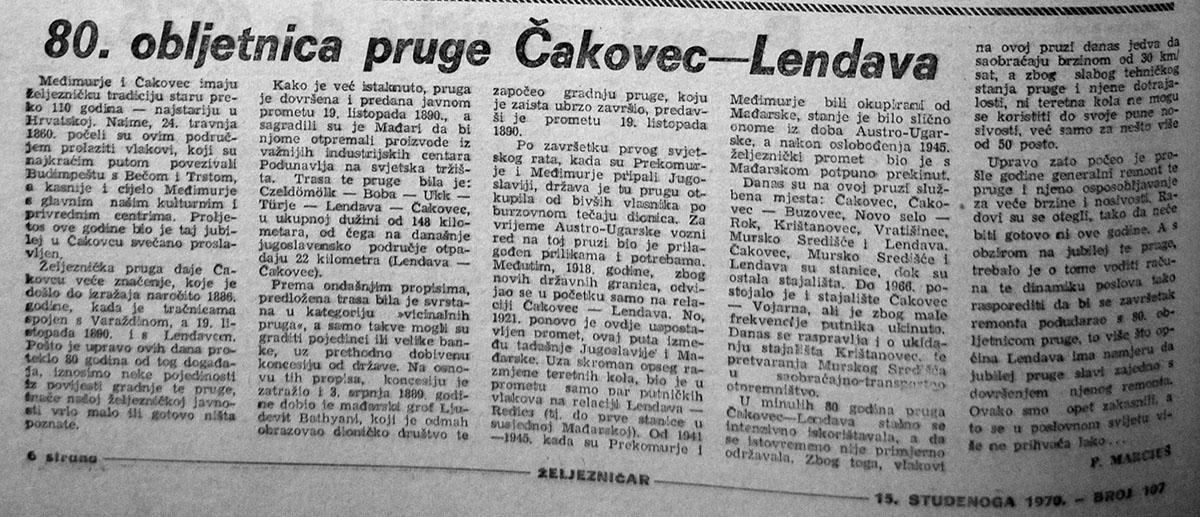 80. obljetnica pruge Čakovec—Lendava
Međimurje i Čakovec imaju
željezničku tradiciju staru pre-
ko 110 godina — najstariju u
Hrvatskoj. Naime, 24. travnja
1860. počeli su ovim područ-
jem prolaziti vlakovi, koji su
najkraćim putom povezivali
Budimpeštu s Bečom i Trstom,
a kasnije i cijelo Međimurje
s glavnim našim kulturnim i
privrednim centrima. Prolje-
tos ove godine bio je taj jubi-
lej u Čakovcu svečano prosla-
vljen.
Željeznička pruga daje Ča-
kovcu veće značenje, koje je
došlo do izražaja naročito 1886.
godine, kada je tračnicama
spojen s Varaždinom, a 19. li-
stopada 1890. i s Lendavom.
Pošto je upravo ovih dana pro-
teklo 80 godina od tog događa-
ja, iznosimo neke pojedinosti
iz povijesti gradnje te pruge,
inače našoj željezničkoj javno-
sti vrlo malo ili gotovo ništa
poznate.
Kako je već istaknuto, pruga
je dovršena i predana javnom
prometu 19. listopada 1890., a
sagradili su je Mađari da bi
njome otpremali proizvode iz
važnijih industrijskih centara
Podunavlja na svjetska tržiš-
ta. Trasa te pruge bila je:
Czeldömölk — Boba — Ukk —
Türje — Lendava — Čakovec,
u ukupnoj dužini od 148 kilo-
metara, od čega na današnje
jugoslavensko područje otpa-
daju 22 kilometra (Lendava —
Čakovec).
Prema ondašnjim propisima,
predložena trasa bila je svrsta-
na u kategoriju »vicinalnih
pruga«, a samo takve mogli su
graditi pojedinci ili velike ban-
ke, uz prethodno dobivenu
koncesiju od države. Na osno-
vu tih propisa, koncesiju je
zatražio i 3. srpnja 1889. godi-
ne dobio je mađarski grof Lju-
devit Bathyani, koji je odmah
obrazovao dioničko društvo te
započeo gradnju pruge, koju
je zaista ubrzo završio, predav-
ši je prometu 19. listopada
1890.
Po završetku prvog svjet-
skog rata, kada su Prekomur-
je i Međimurje pripali Jugo-
slaviji, država je tu prugu ot-
kupila od bivših vlasnika po
burzovnom tečaju dionica. Za
vrijeme Austro-Ugarske vozni
red na toj pruzi bio je prila-
gođen prilikama i potrebama.
Međutim, 1918. godine, zbog
novih državnih granica, odvi-
jao se u početku samo na rela-
ciji Čakovec — Lendava. No,
1921. ponovo je ovdje usposta-
vljen promet, ovaj puta izme-
đu tadašnje Jugoslavije i Ma-
đarske. Uza skroman opseg raz-
mjene teretnih kola, bio je u
prometu samo par putničkih
vlakova na relaciji Lendava —
Redics (tj. do prve stanice u
susjednoj Mađarskoj). Od 1941
—1945. kada su Prekomurje i
Međimurje bili okupirani od
Mađarske, stanje je bilo slično
onome iz doba Austro-Ugar-
ske, a nakon oslobođenja 1945.
željeznički promet bio je s
Mađarskom potpuno prekinut.
Danas su na ovoj pruzi služ-
bena mjesta: Čakovec, Čako-
vec — Buzovec, Novo selo —
Rok, Krištanovec, Vratišinec,
Mursko Središće i Lendava.
Čakovec, Mursko Središće i
Lendava su stanice, dok su
ostala stajališta. Do 1966. po-
stojalo je i stajalište Čakovec
— Vojarna, ali je zbog male
frekvencije putnika ukinuto.
Danas se raspravlja i o ukida-
nju stajališta Krištanovec, te
pretvaranja Murskog Središća
u saobraćajno-transportno
otpremništvo.
U minulih 80 godina pruga
Čakovec—Lendava stalno se
intenzivno iskorištavala, a da
se istovremeno nije primjerno
održavala. Zbog toga, vlakovi
na ovoj pruzi danas jedva da
saobraćaju brzinom od 30 km/
sat, a zbog slabog tehničkog
stanja pruge i njene dotraja-
losti, ni teretna kola ne mogu
se koristiti do svoje pune no-
sivosti, već samo za nešto više
od 50 posto.
Upravo zato počeo je pro-
šle godine generalni remont te
pruge i njeno osposobljavanje
za veće brzine i nosivosti. Ra-
dovi su se otegli, tako da neće
biti gotovo ni ove godine. A s
obzirom na jubilej te pruge,
trebalo je o tome voditi raču-
na te dinamiku poslova tako
rasporediti da bi se završetak
remonta podudarao s 80. ob-
ljetnicom pruge, to više što op-
ćina Lendava ima namjeru da
jubilej pruge slavi zajedno s
dovršenjem njenog remonta.
Ovako smo opet zakasnili, a
to se u poslovnom svijetu vi-
še ne prihvaća lako . . .
P. MARCIJEŠ
6 strana
ŽELJEZNIČAR
15. STUDENOGA 1970. – BROJ 107